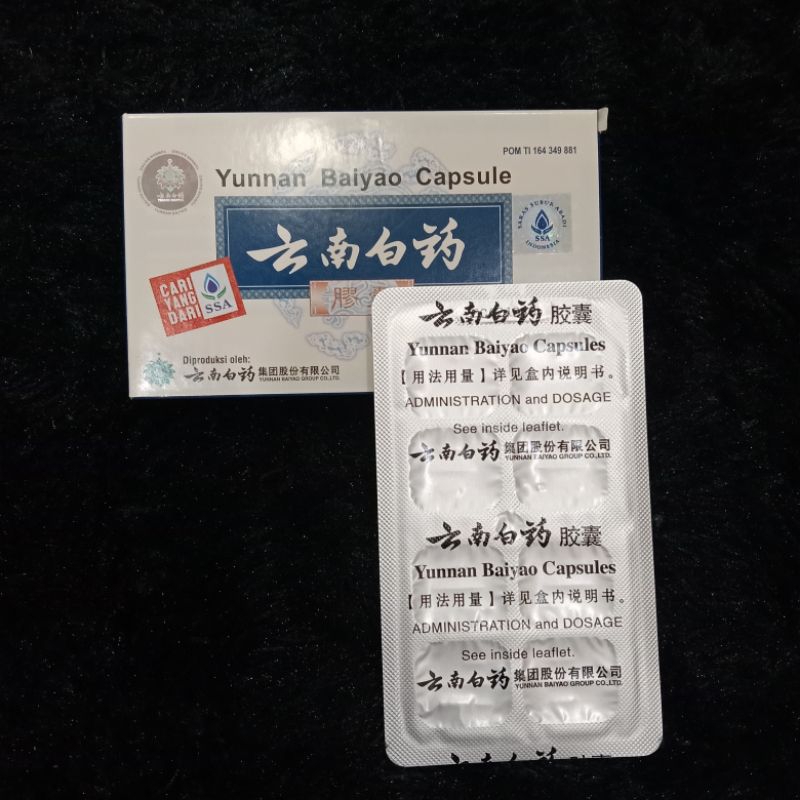 POM TI 164 349 881
Yunnan Baiyao Capsule
云南白药
膠
SAKAS SURUR ABADI
SSA
INDONESIA
CARI
YANG
DARI
SSA
Diproduksi oleh:
云南白药集团股份有限公司
YUNNAN BAIYAO GROUP CO.,LTD.
云南白药 胶囊
Yunnan Baiyao Capsules
【用法用量】详见盒内说明书。
ADMINISTRATION and DOSAGE
See inside leaflet.
云南白药 集团股份有限公司
YUNNAN BAIYAO GROUP CO.,LTD.
云南白药 胶囊
Yunnan Baiyao Capsules
【用法用量】详见盒内说明书。
ADMINISTRATION and DOSAGE
See inside leaflet.
云南白药 集团股份有限公司
YUNNAN BAIYAO GROUP CO.,LTD.